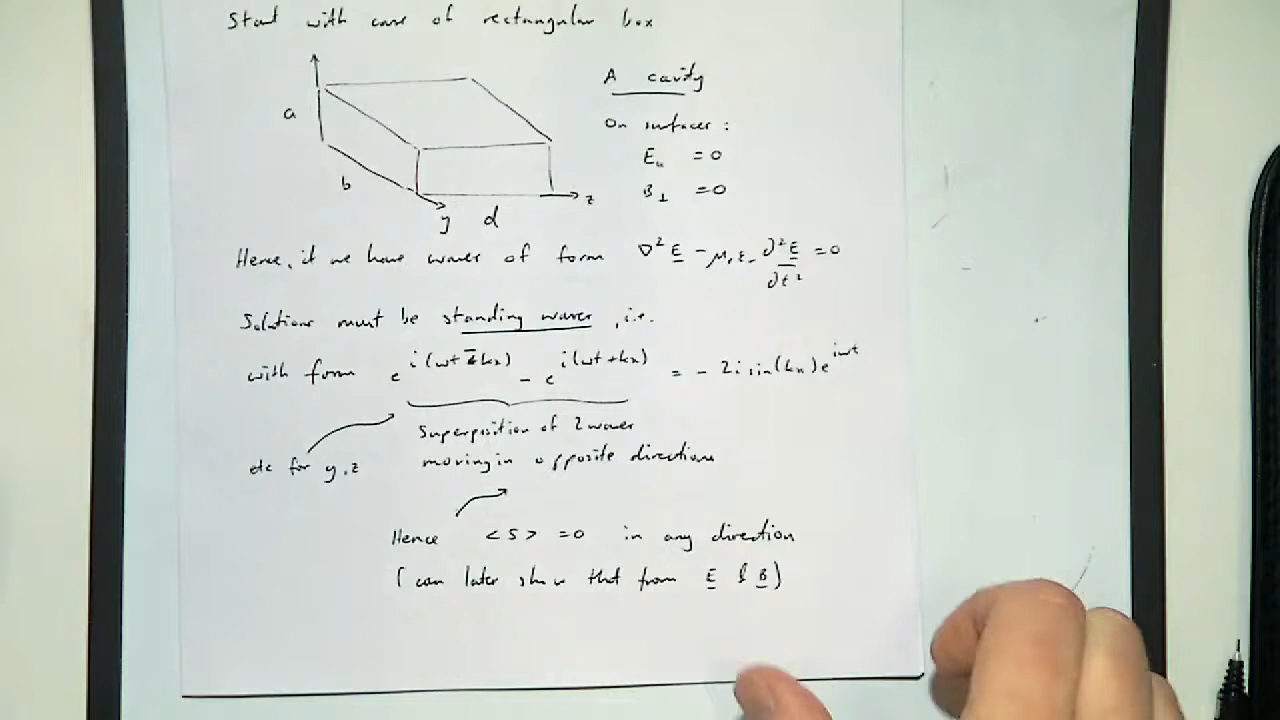 Start with case of rectangular box
A cavity
a
On surfaces :
E∥ = 0
B⊥ = 0
b
z
y
d
Hence, if we have waves of form ∇² E − μ₀ε₀ ∂²E/∂t² = 0
Solutions must be standing waves, i.e.
with form e^{i(ωt − kx)} − e^{i(ωt + kx)} = − 2i sin(kx) e^{iωt}
Superposition of 2 waves
etc for y, z
moving in opposite directions
Hence <S> = 0 in any direction
(can later show that from E & B)